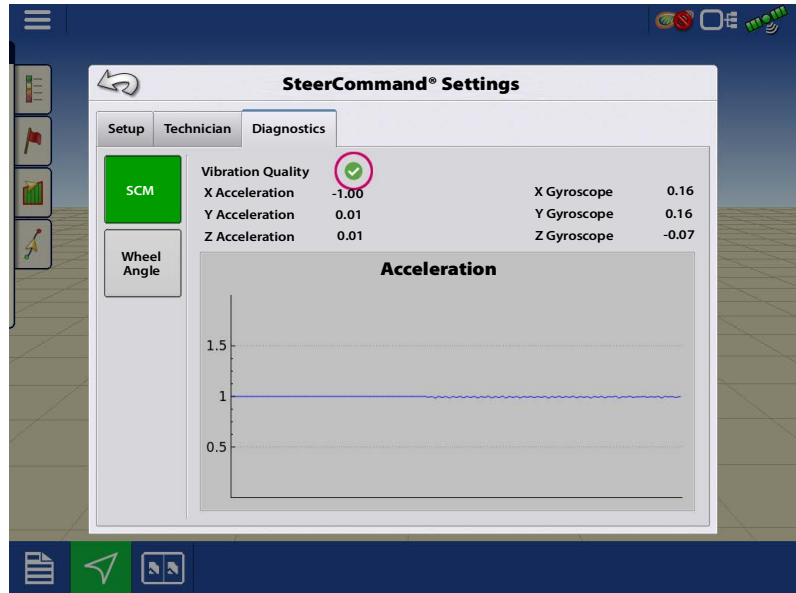 SteerCommand® Settings
Setup Technician Diagnostics
SCM
Wheel
Angle
Vibration Quality
X Acceleration -1.00 X Gyroscope 0.16
Y Acceleration 0.01 Y Gyroscope 0.16
Z Acceleration 0.01 Z Gyroscope -0.07
Acceleration
1.5
1
0.5